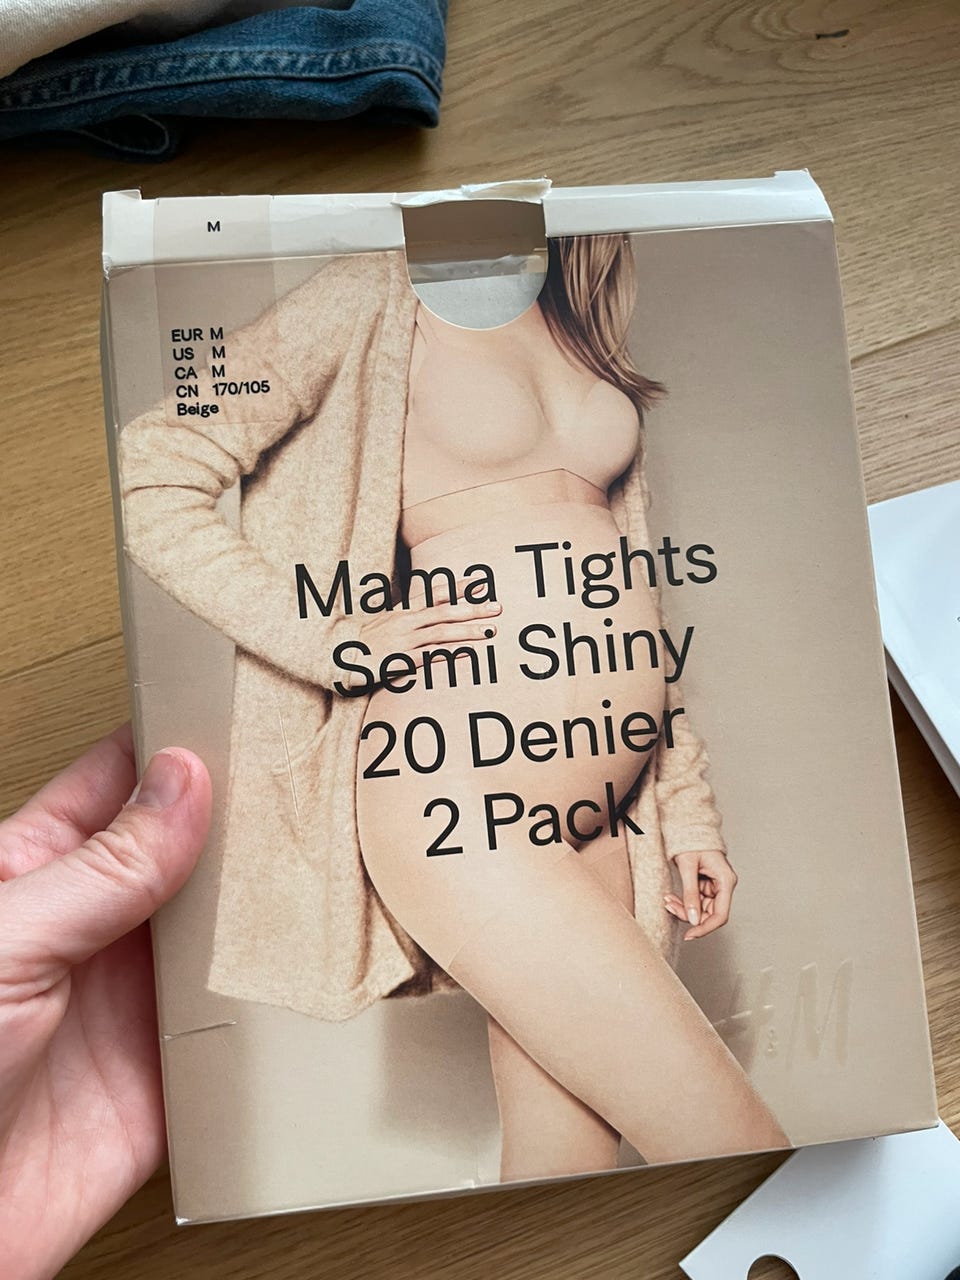 M
EUR M
US M
CA M
CN 170/105
Beige
Mama Tights
Semi Shiny
20 Denier
2 Pack
H&M